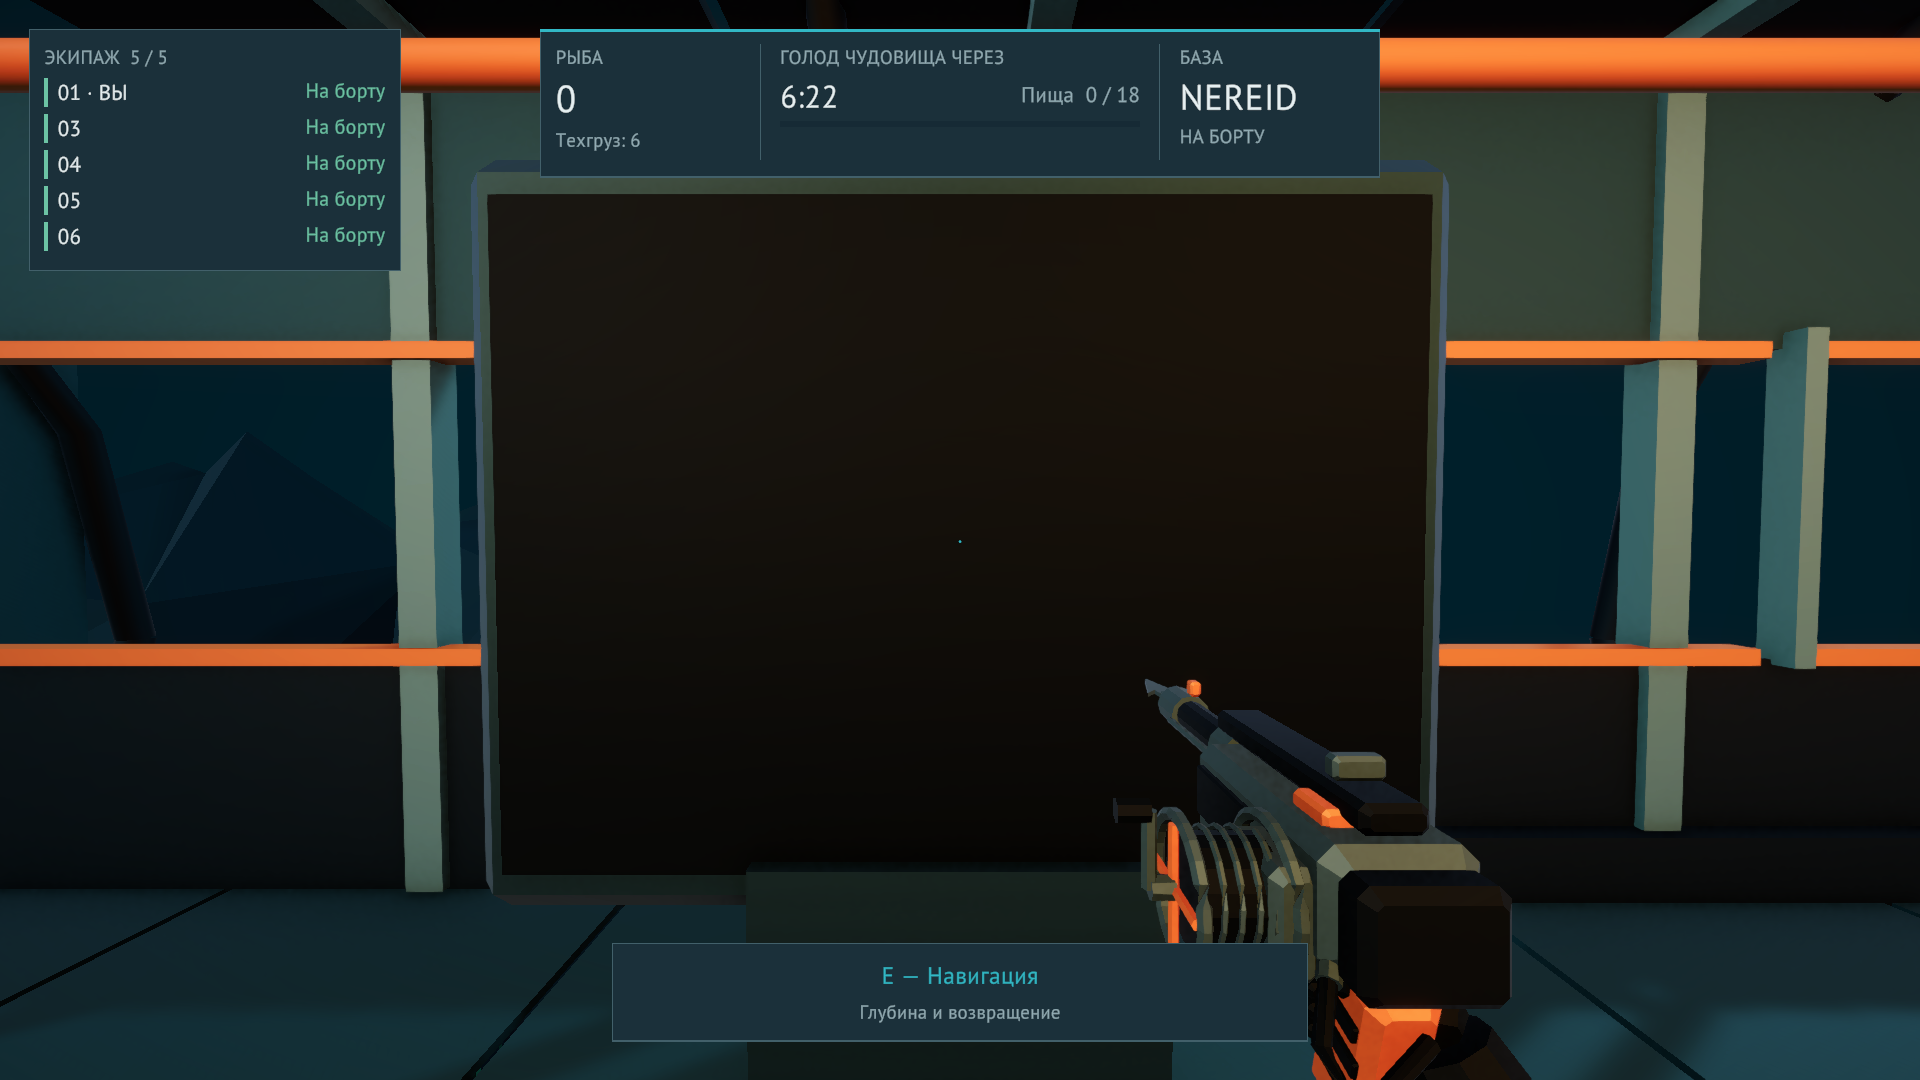 ЭКИПАЖ 5 / 5
01 · ВЫ На борту
03 На борту
04 На борту
05 На борту
06 На борту
РЫБА
0
Техгруз: 6
ГОЛОД ЧУДОВИЩА ЧЕРЕЗ
6:22 Пища 0 / 18
БАЗА
NEREID
НА БОРТУ
E — Навигация
Глубина и возвращение